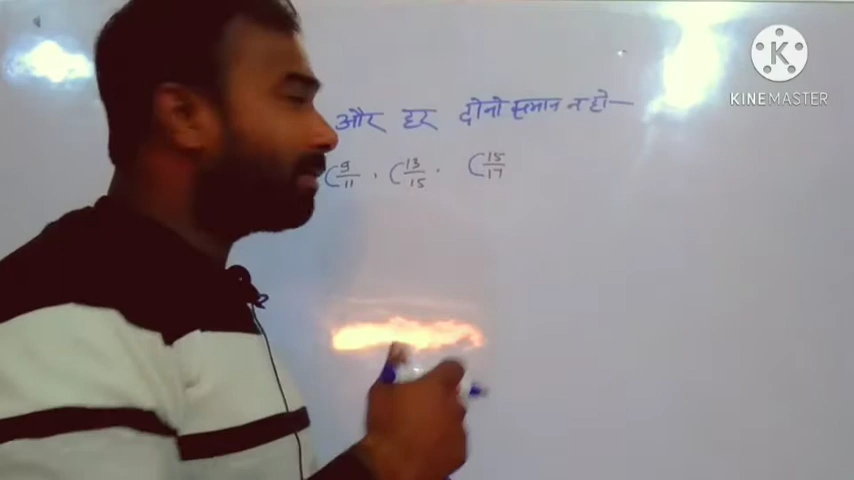 और हर दोनो समान न हो—
( 9/11 , ( 13/15 , ( 15/17
KINEMASTER